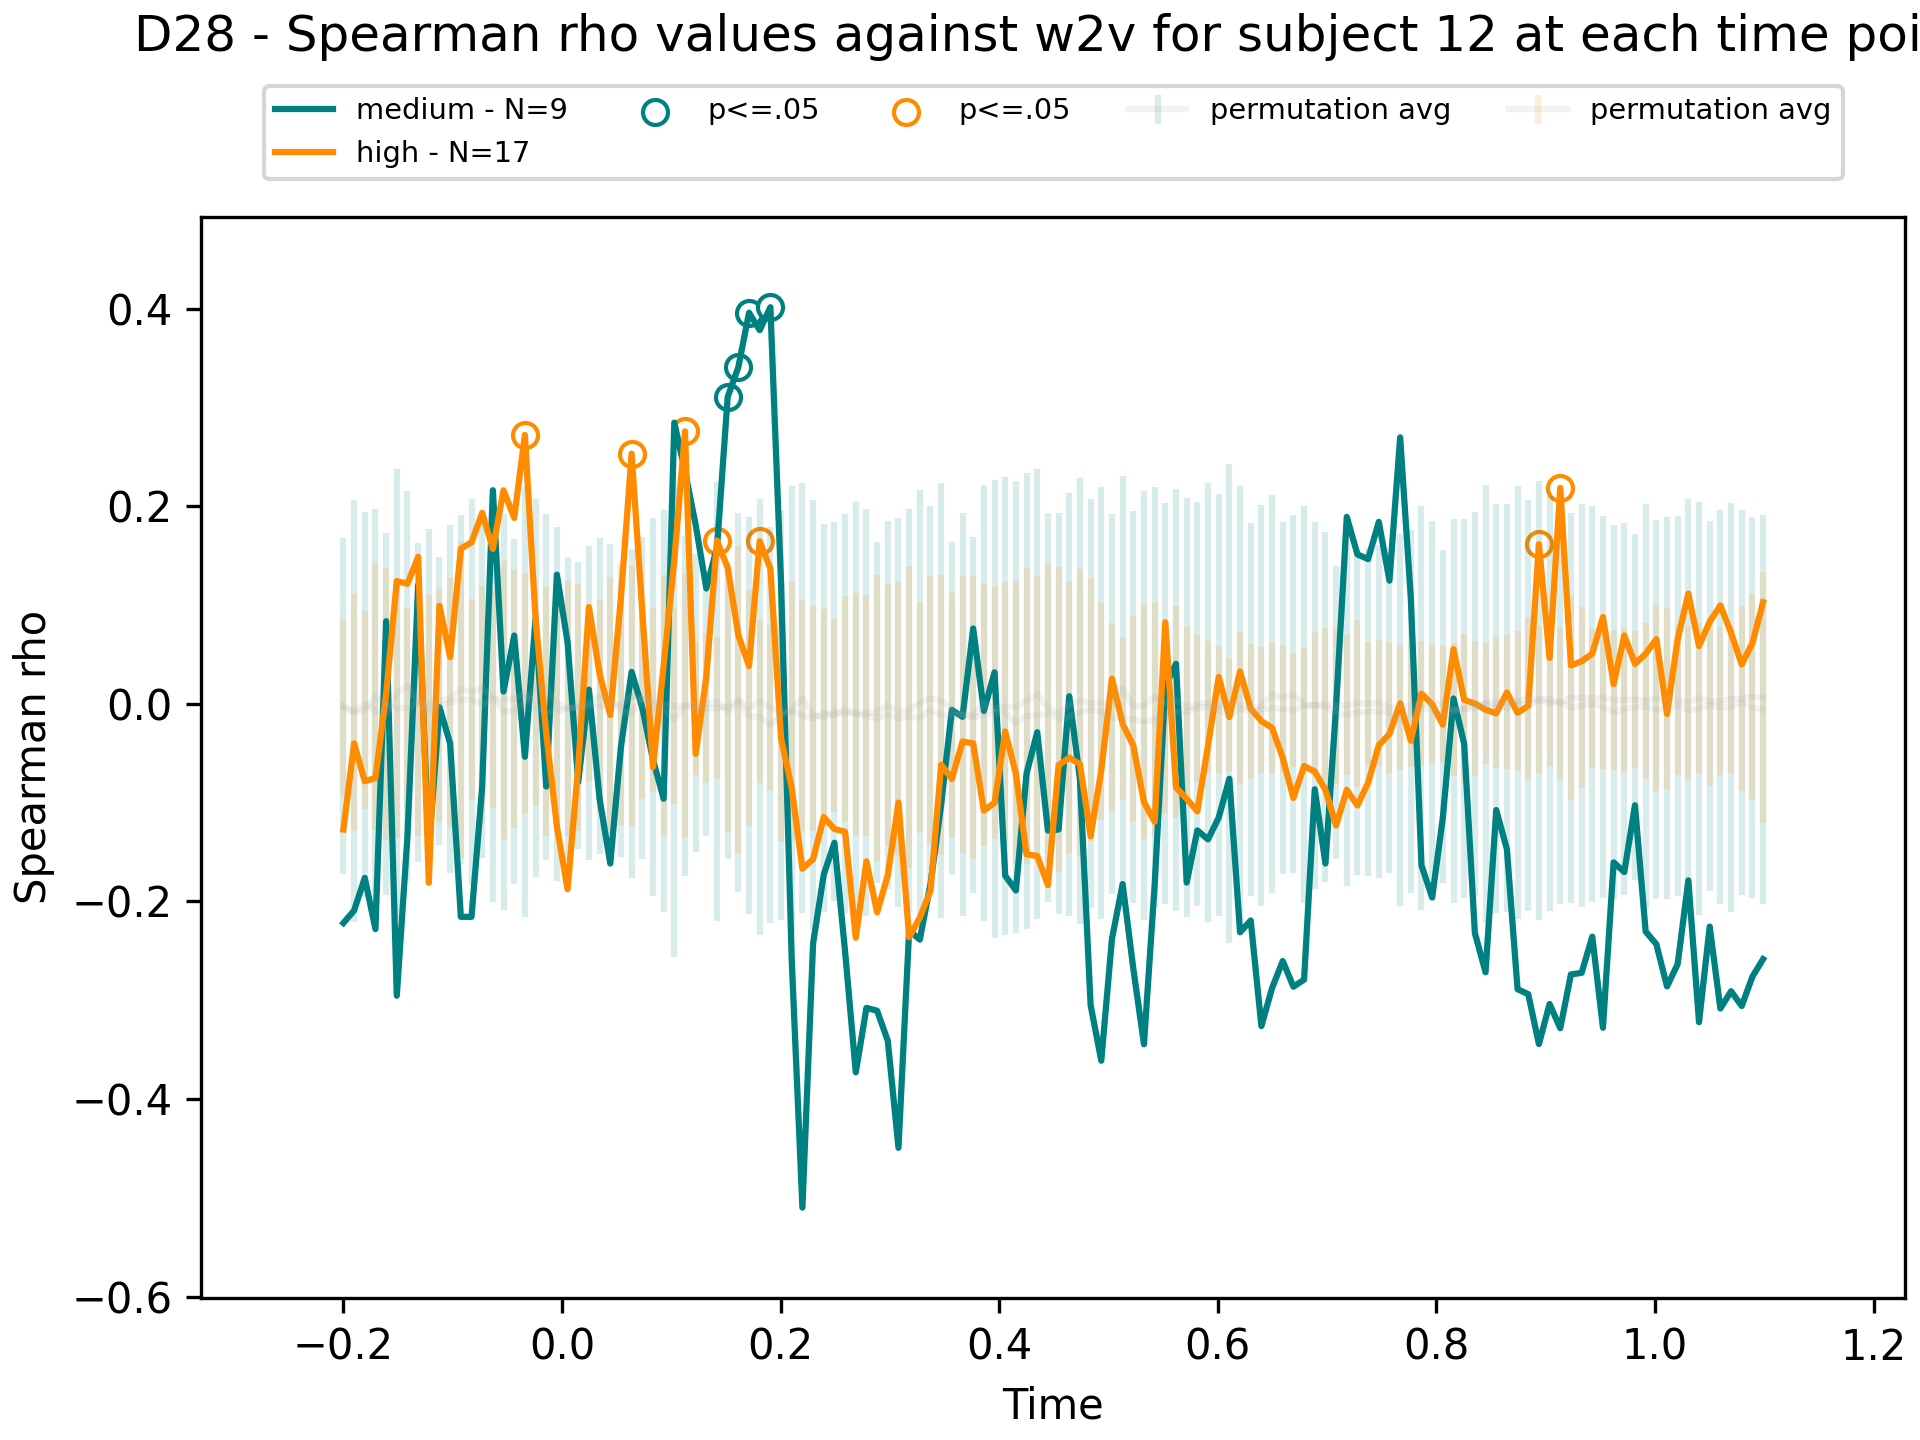 D28 - Spearman rho values against w2v for subject 12 at each time poi
medium - N=9
high - N=17
p<=.05
p<=.05
permutation avg
permutation avg
Spearman rho
0.4
0.2
0.0
−0.2
−0.4
−0.6
−0.2 0.0 0.2 0.4 0.6 0.8 1.0 1.2
Time